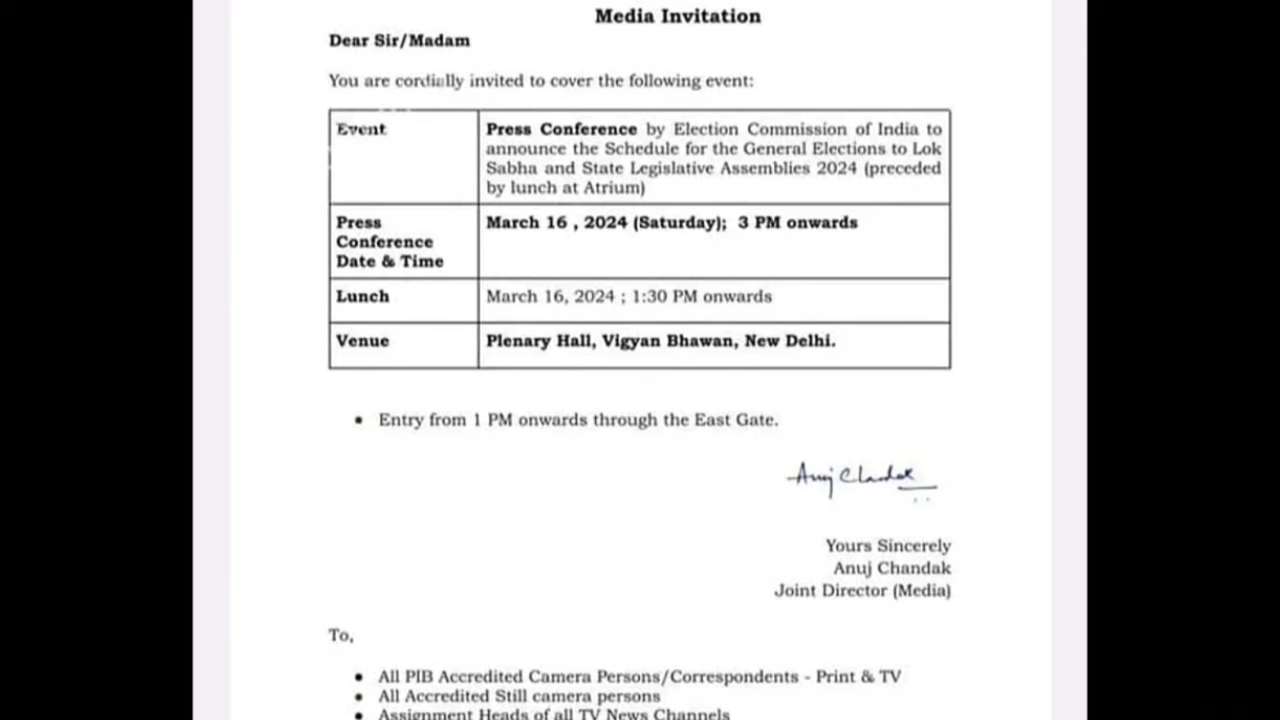 Media Invitation
Dear Sir/Madam
You are cordially invited to cover the following event:
Event
Press Conference by Election Commission of India to
announce the Schedule for the General Elections to Lok
Sabha and State Legislative Assemblies 2024 (preceded
by lunch at Atrium)
Press
Conference
Date & Time
March 16 , 2024 (Saturday);  3 PM onwards
Lunch
March 16, 2024 ; 1:30 PM onwards
Venue
Plenary Hall, Vigyan Bhawan, New Delhi.
• Entry from 1 PM onwards through the East Gate.
Anuj Chandak
Yours Sincerely
Anuj Chandak
Joint Director (Media)
To,
• All PIB Accredited Camera Persons/Correspondents - Print & TV
• All Accredited Still camera persons
• Assignment Heads of all TV News Channels